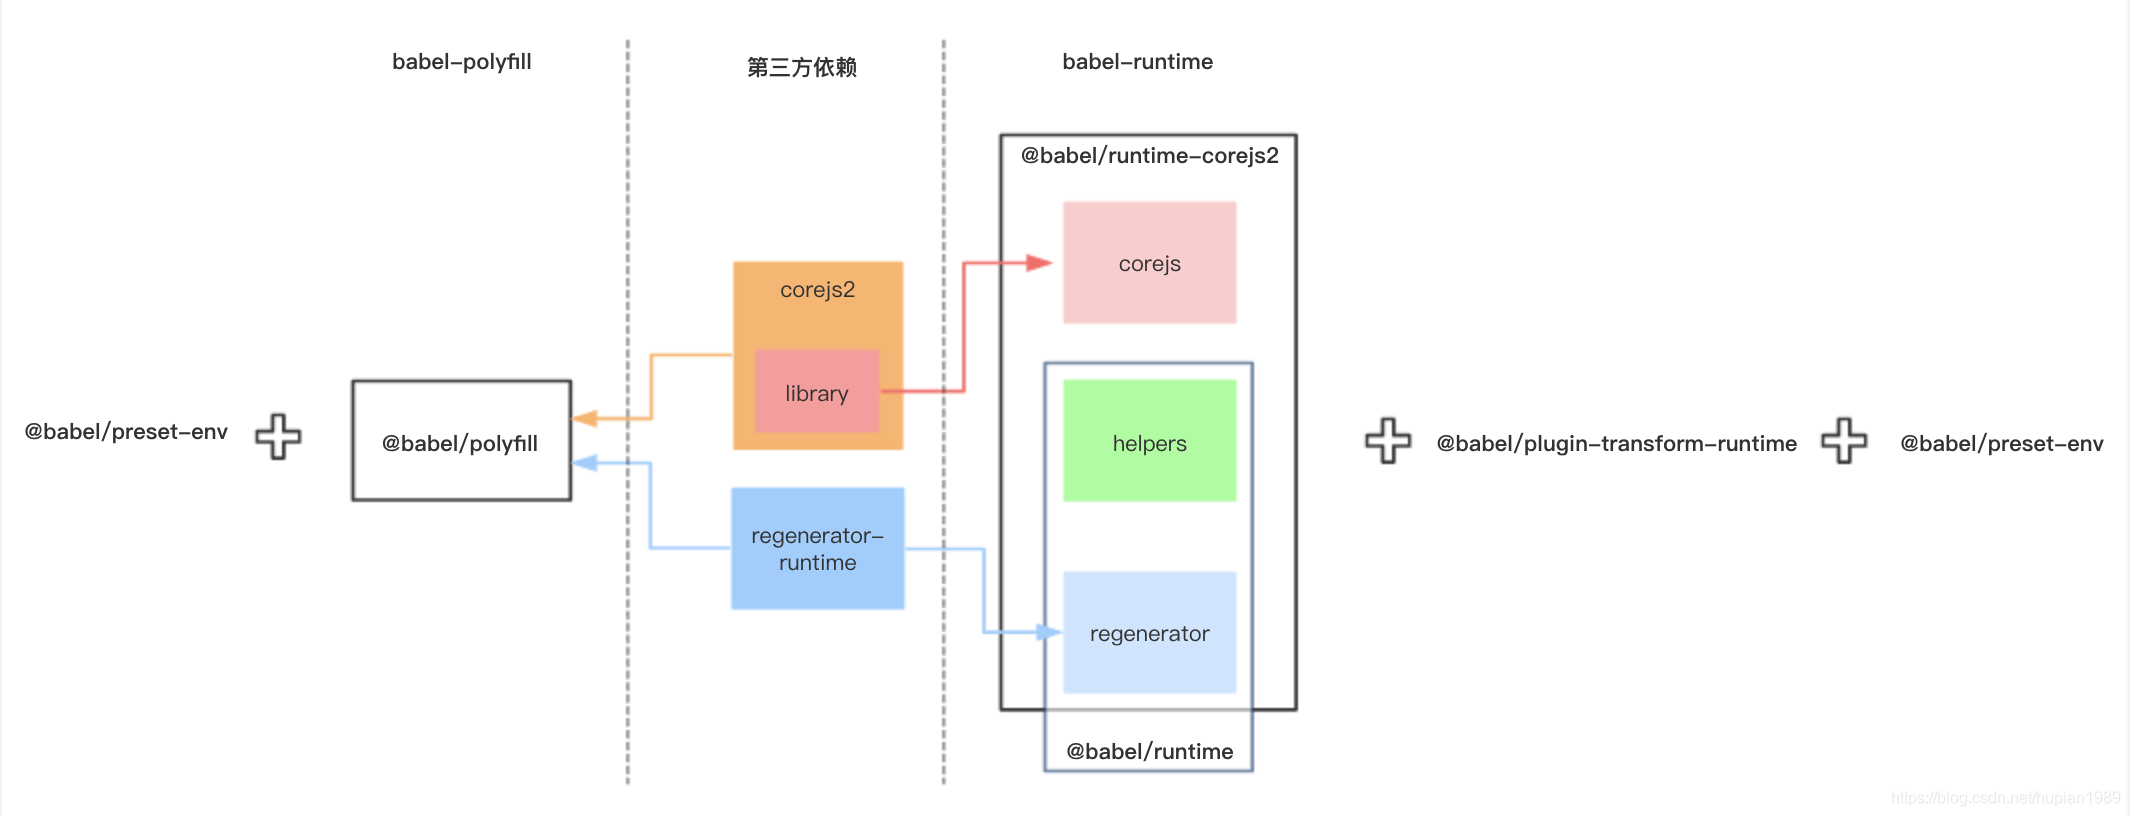 babel-polyfill
第三方依赖
babel-runtime
@babel/runtime-corejs2
corejs
corejs2
library
@babel/preset-env
@babel/polyfill
helpers
@babel/plugin-transform-runtime
@babel/preset-env
regenerator-
runtime
regenerator
@babel/runtime
https://blog.csdn.net/hupian1989